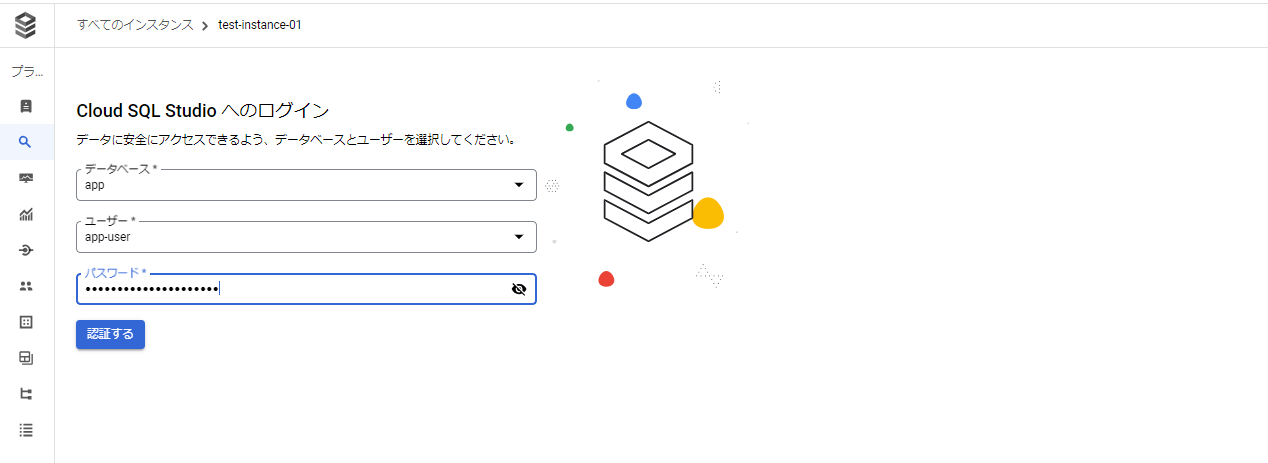 すべてのインスタンス > test-instance-01
プラ...
Cloud SQL Studio へのログイン
データに安全にアクセスできるよう、データベースとユーザーを選択してください。
データベース *
app
ユーザー *
app-user
パスワード *
•••••••••••••••••••••
認証する